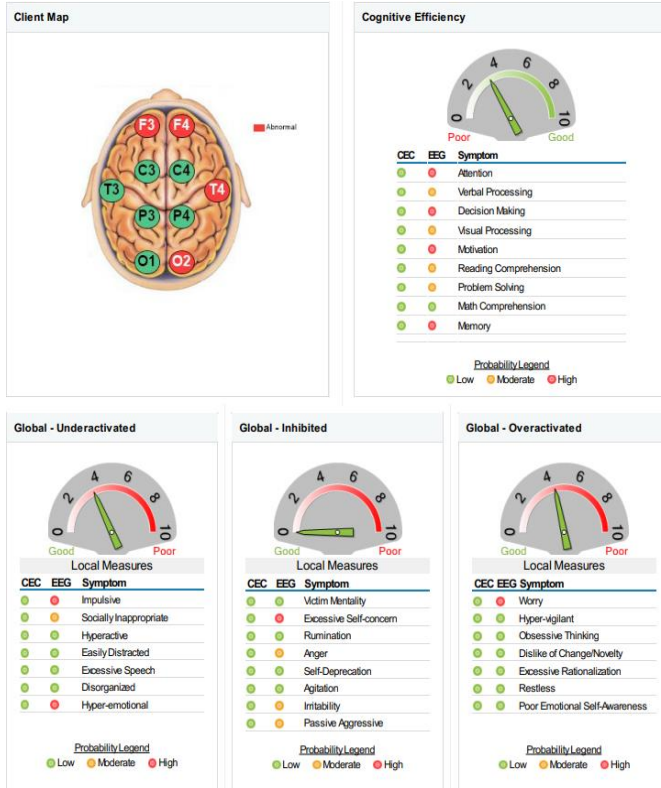 Client Map
F3 F4
Abnormal
C3 C4
T3 T4
P3 P4
O1 O2
Cognitive Efficiency
0 2 4 6 8 10
Poor Good
CEC EEG Symptom
Attention
Verbal Processing
Decision Making
Visual Processing
Motivation
Reading Comprehension
Problem Solving
Math Comprehension
Memory
Probability Legend
Low Moderate High
Global - Underactivated
0 2 4 6 8 10
Good Poor
Local Measures
CEC EEG Symptom
Impulsive
Socially Inappropriate
Hyperactive
Easily Distracted
Excessive Speech
Disorganized
Hyper-emotional
Probability Legend
Low Moderate High
Global - Inhibited
0 2 4 6 8 10
Good Poor
Local Measures
CEC EEG Symptom
Victim Mentality
Excessive Self-concern
Rumination
Anger
Self-Deprecation
Agitation
Irritability
Passive Aggressive
Probability Legend
Low Moderate High
Global - Overactivated
0 2 4 6 8 10
Good Poor
Local Measures
CEC EEG Symptom
Worry
Hyper-vigilant
Obsessive Thinking
Dislike of Change/Novelty
Excessive Rationalization
Restless
Poor Emotional Self-Awareness
Probability Legend
Low Moderate High